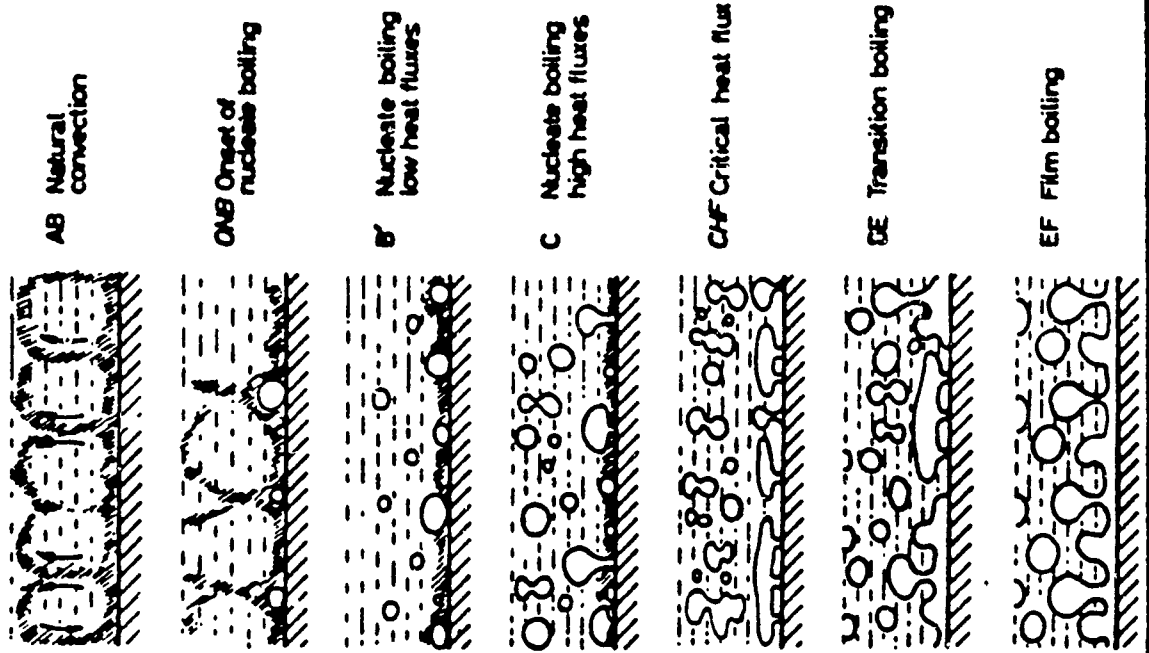 AB Natural
convection
ONB Onset of
nucleate boiling
B' Nucleate boiling
low heat fluxes
C Nucleate boiling
high heat fluxes
CHF Critical heat flux
DE Transition boiling
EF Film boiling